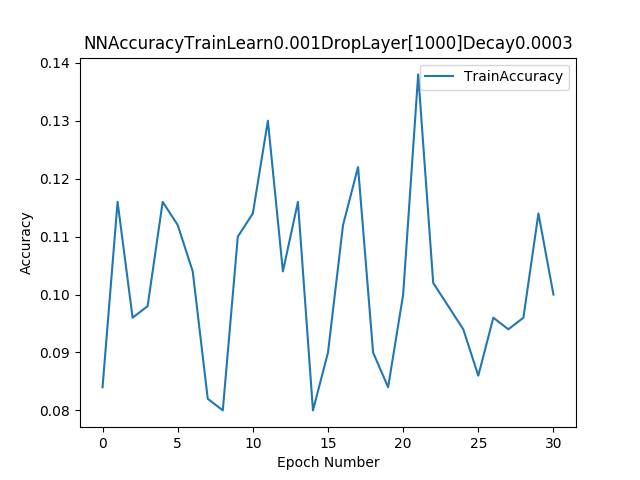 NNAccuracyTrainLearn0.001DropLayer[1000]Decay0.0003
TrainAccuracy
Accuracy
0.14
0.13
0.12
0.11
0.10
0.09
0.08
0 5 10 15 20 25 30
Epoch Number